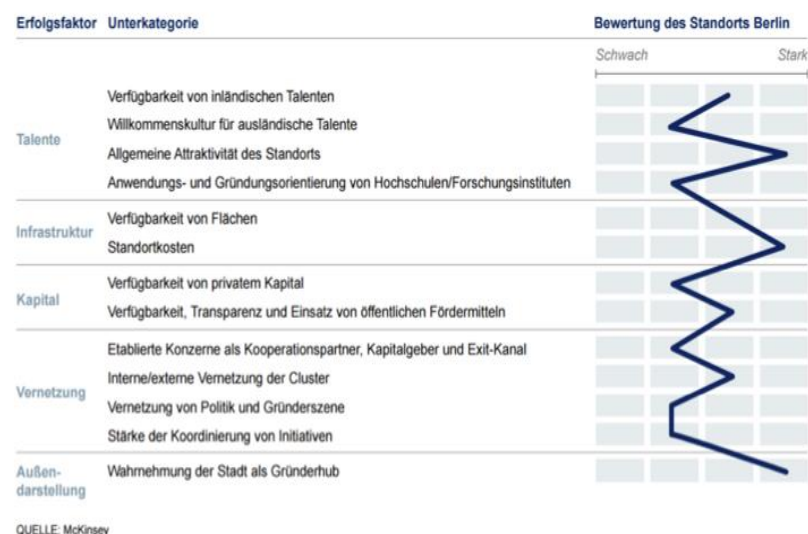 Erfolgsfaktor Unterkategorie Bewertung des Standorts Berlin
Schwach Stark
Talente
Verfügbarkeit von inländischen Talenten
Willkommenskultur für ausländische Talente
Allgemeine Attraktivität des Standorts
Anwendungs- und Gründungsorientierung von Hochschulen/Forschungsinstituten
Infrastruktur
Verfügbarkeit von Flächen
Standortkosten
Kapital
Verfügbarkeit von privatem Kapital
Verfügbarkeit, Transparenz und Einsatz von öffentlichen Fördermitteln
Vernetzung
Etablierte Konzerne als Kooperationspartner, Kapitalgeber und Exit-Kanal
Interne/externe Vernetzung der Cluster
Vernetzung von Politik und Gründerszene
Stärke der Koordinierung von Initiativen
Außen-
darstellung
Wahrnehmung der Stadt als Gründerhub
QUELLE: McKinsey